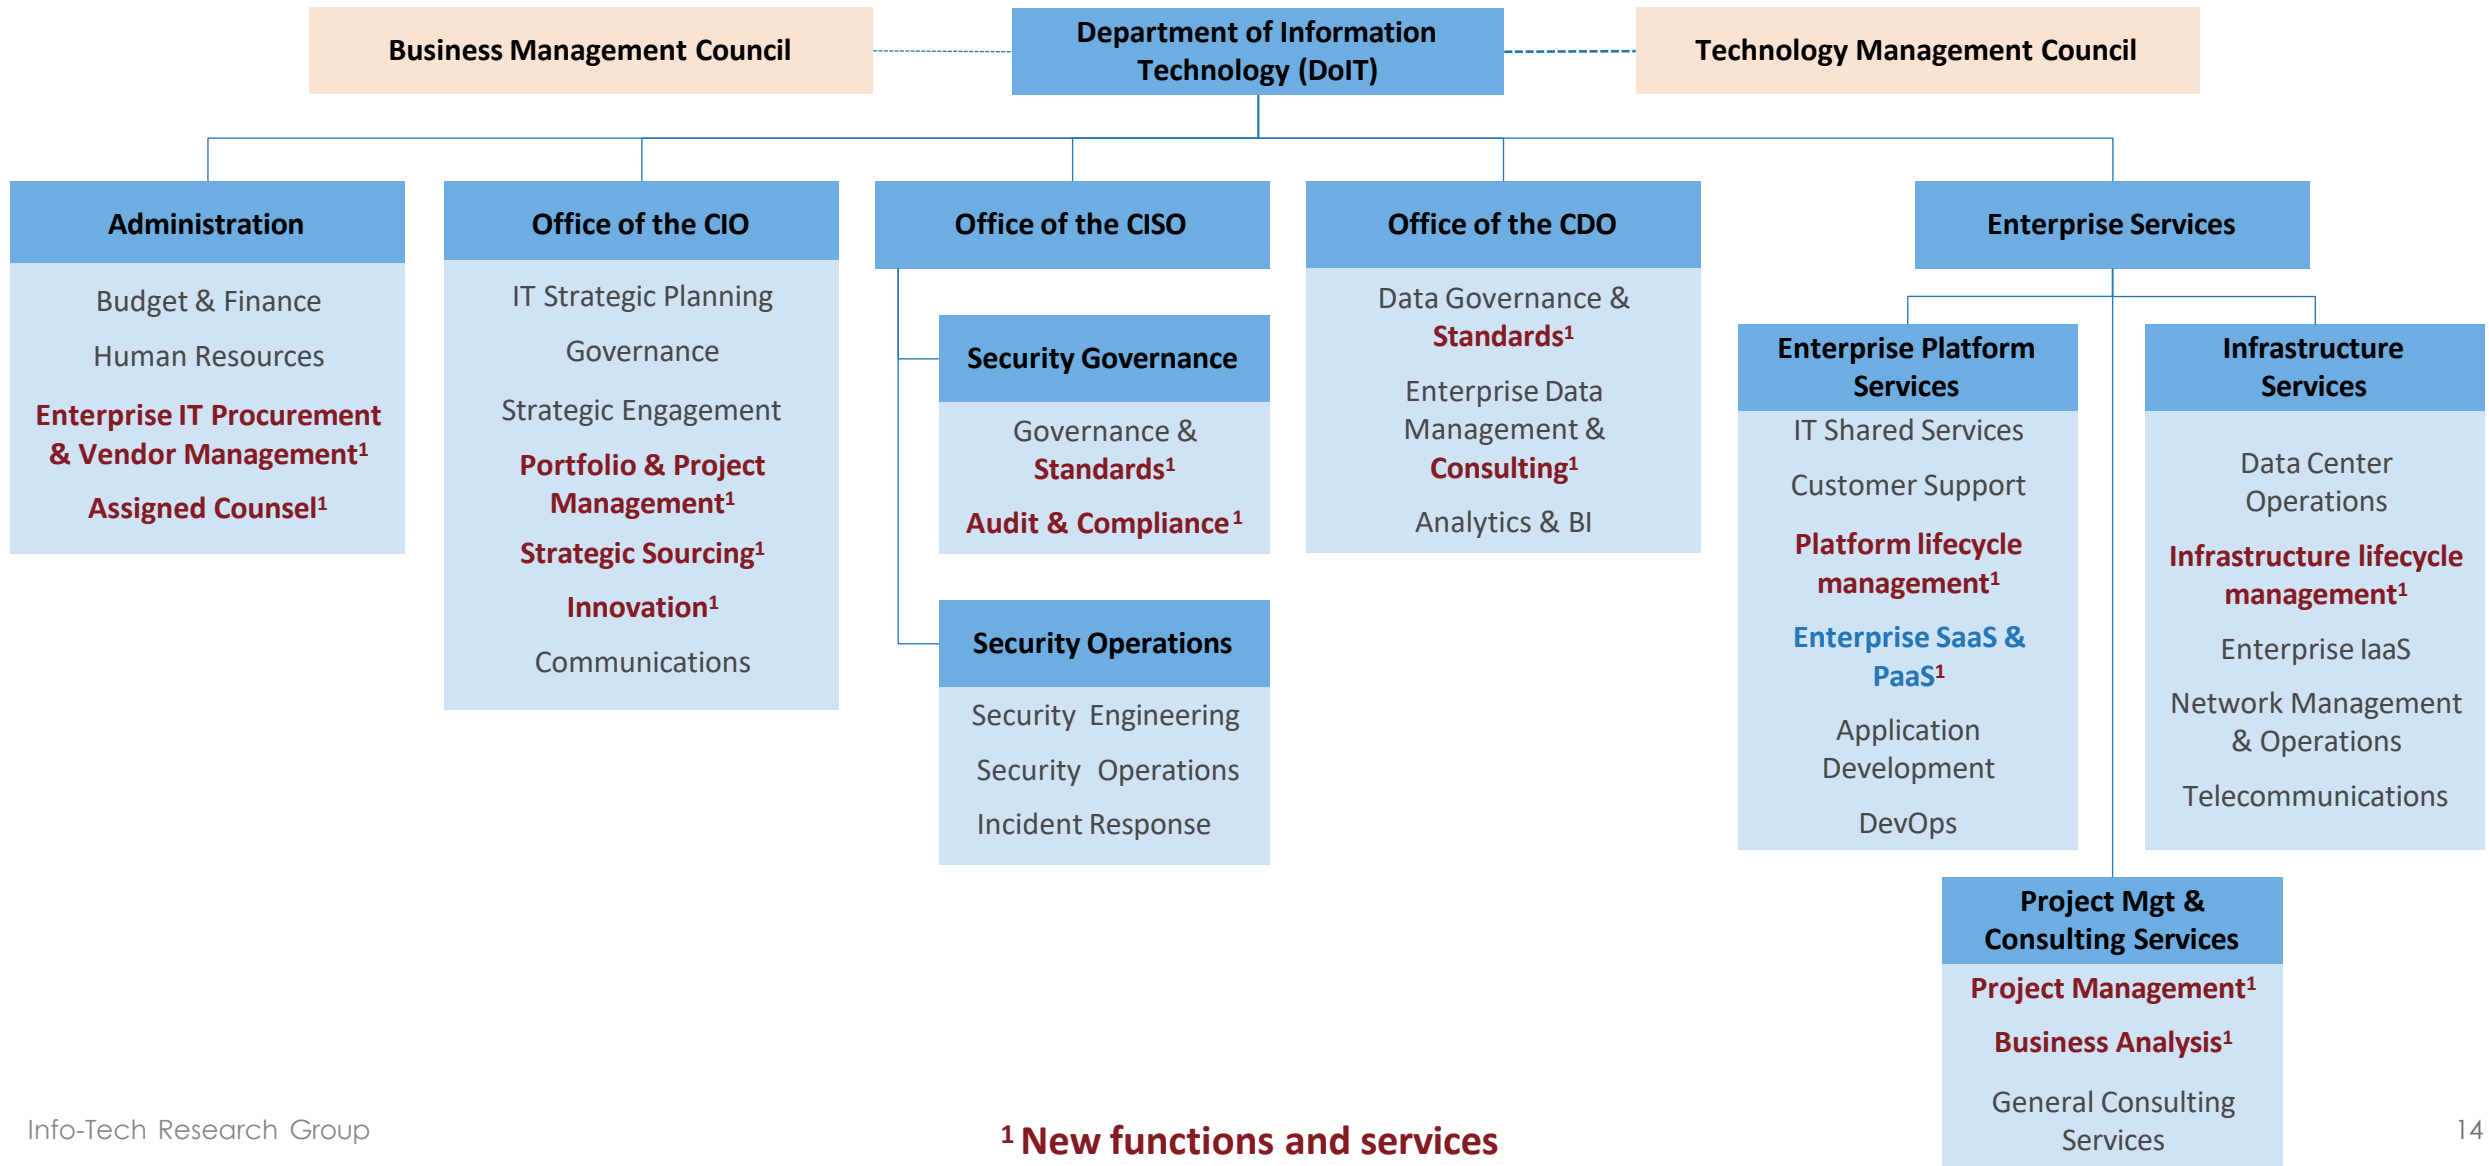 Business Management Council
Department of Information
Technology (DoIT)
Technology Management Council
Administration
Budget & Finance
Human Resources
Enterprise IT Procurement
& Vendor Management¹
Assigned Counsel¹
Office of the CIO
IT Strategic Planning
Governance
Strategic Engagement
Portfolio & Project
Management¹
Strategic Sourcing¹
Innovation¹
Communications
Office of the CISO
Security Governance
Governance &
Standards¹
Audit & Compliance¹
Security Operations
Security Engineering
Security Operations
Incident Response
Office of the CDO
Data Governance &
Standards¹
Enterprise Data
Management &
Consulting¹
Analytics & BI
Enterprise Services
Enterprise Platform
Services
IT Shared Services
Customer Support
Platform lifecycle
management¹
Enterprise SaaS &
PaaS¹
Application
Development
DevOps
Infrastructure
Services
Data Center
Operations
Infrastructure lifecycle
management¹
Enterprise IaaS
Network Management
& Operations
Telecommunications
Project Mgt &
Consulting Services
Project Management¹
Business Analysis¹
General Consulting
Services
Info-Tech Research Group
¹ New functions and services
14